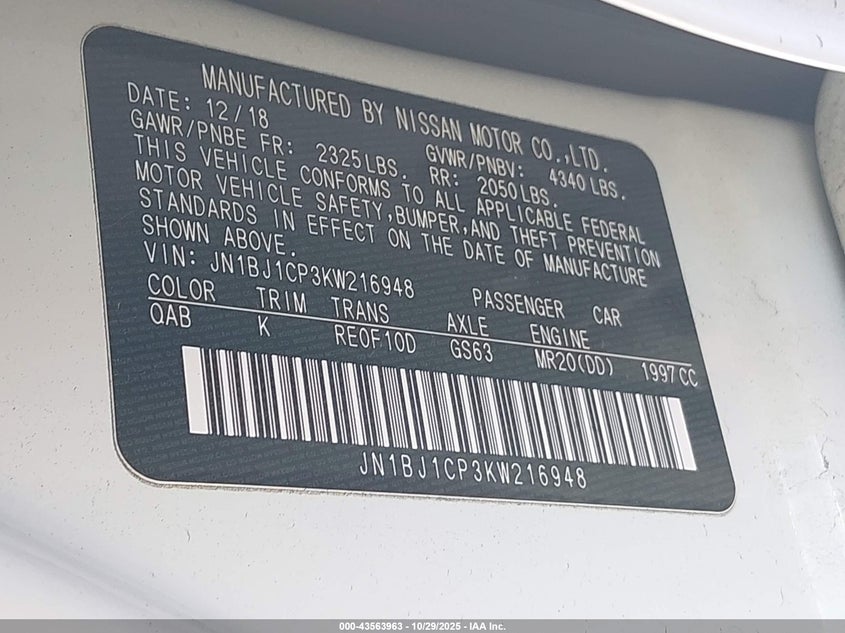 MANUFACTURED BY NISSAN MOTOR CO.,LTD.
DATE: 12/18 GVWR/PNBV: 4340 LBS.
GAWR/PNBE FR: 2325LBS. RR: 2050LBS.
THIS VEHICLE CONFORMS TO ALL APPLICABLE FEDERAL
MOTOR VEHICLE SAFETY,BUMPER,AND THEFT PREVENTION
STANDARDS IN EFFECT ON THE DATE OF MANUFACTURE
SHOWN ABOVE.
VIN: JN1BJ1CP3KW216948 PASSENGER CAR
COLOR TRIM TRANS AXLE ENGINE
QAB K RE0F10D GS63 MR20(DD) 1997CC
JN1BJ1CP3KW216948
000-43563963 - 10/29/2025 - IAA Inc.